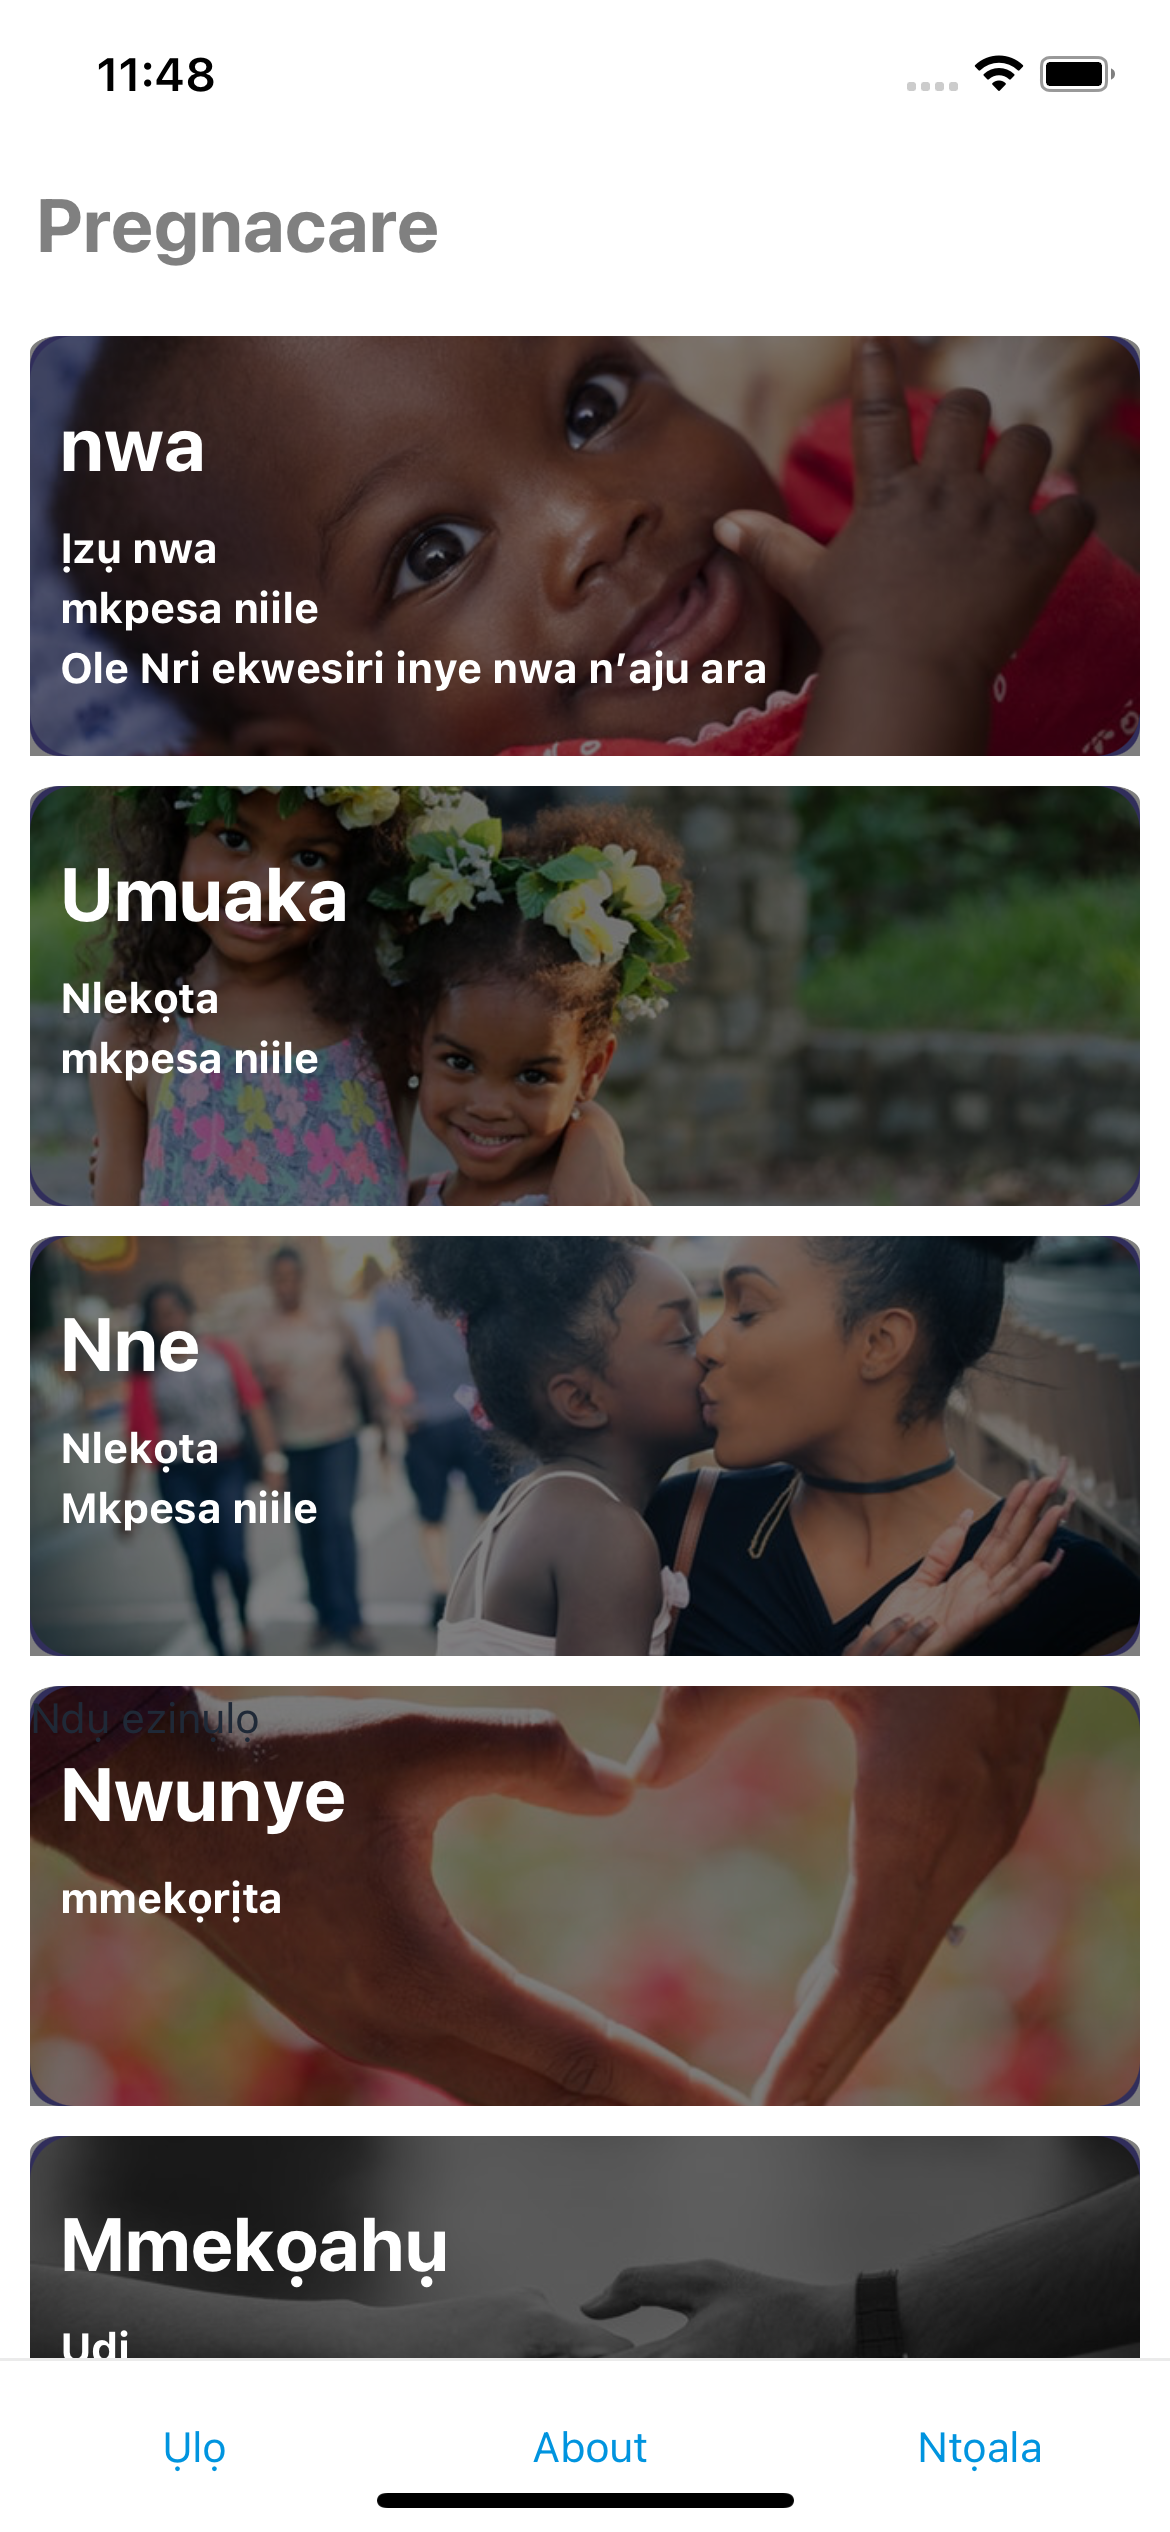 11:48
Pregnacare
nwa
Ịzụ nwa
mkpesa niile
Ole Nri ekwesiri inye nwa n’aju ara
Umuaka
Nlekọta
mkpesa niile
Nne
Nlekọta
Mkpesa niile
Ndụ ezinụlọ
Nwunye
mmekọrịta
Mmekọahụ
Udi
Ụlọ
About
Ntọala